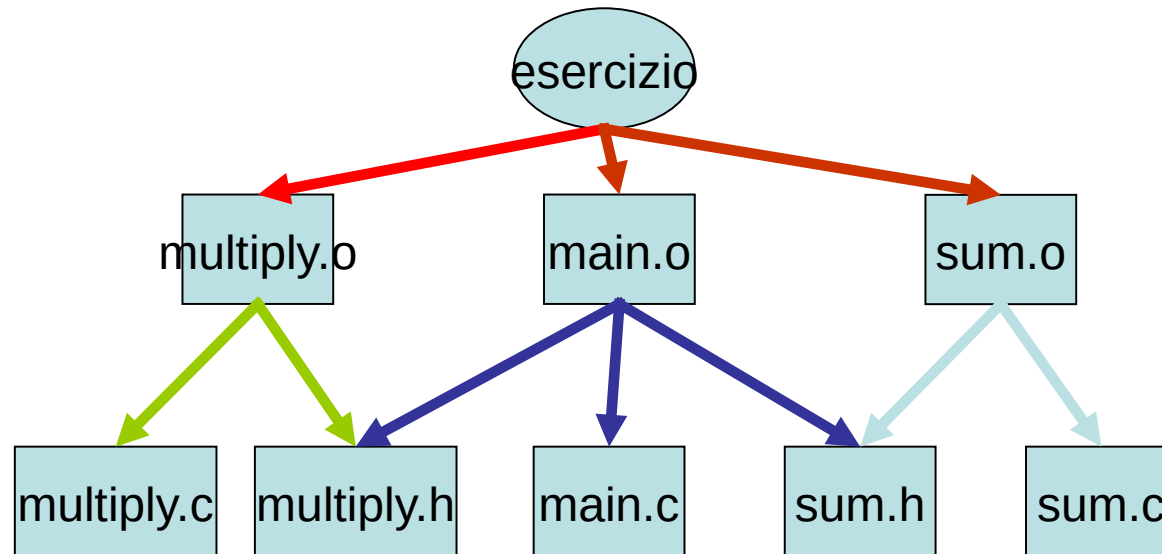 esercizio
multiply.o
main.o
sum.o
multiply.c
multiply.h
main.c
sum.h
sum.c